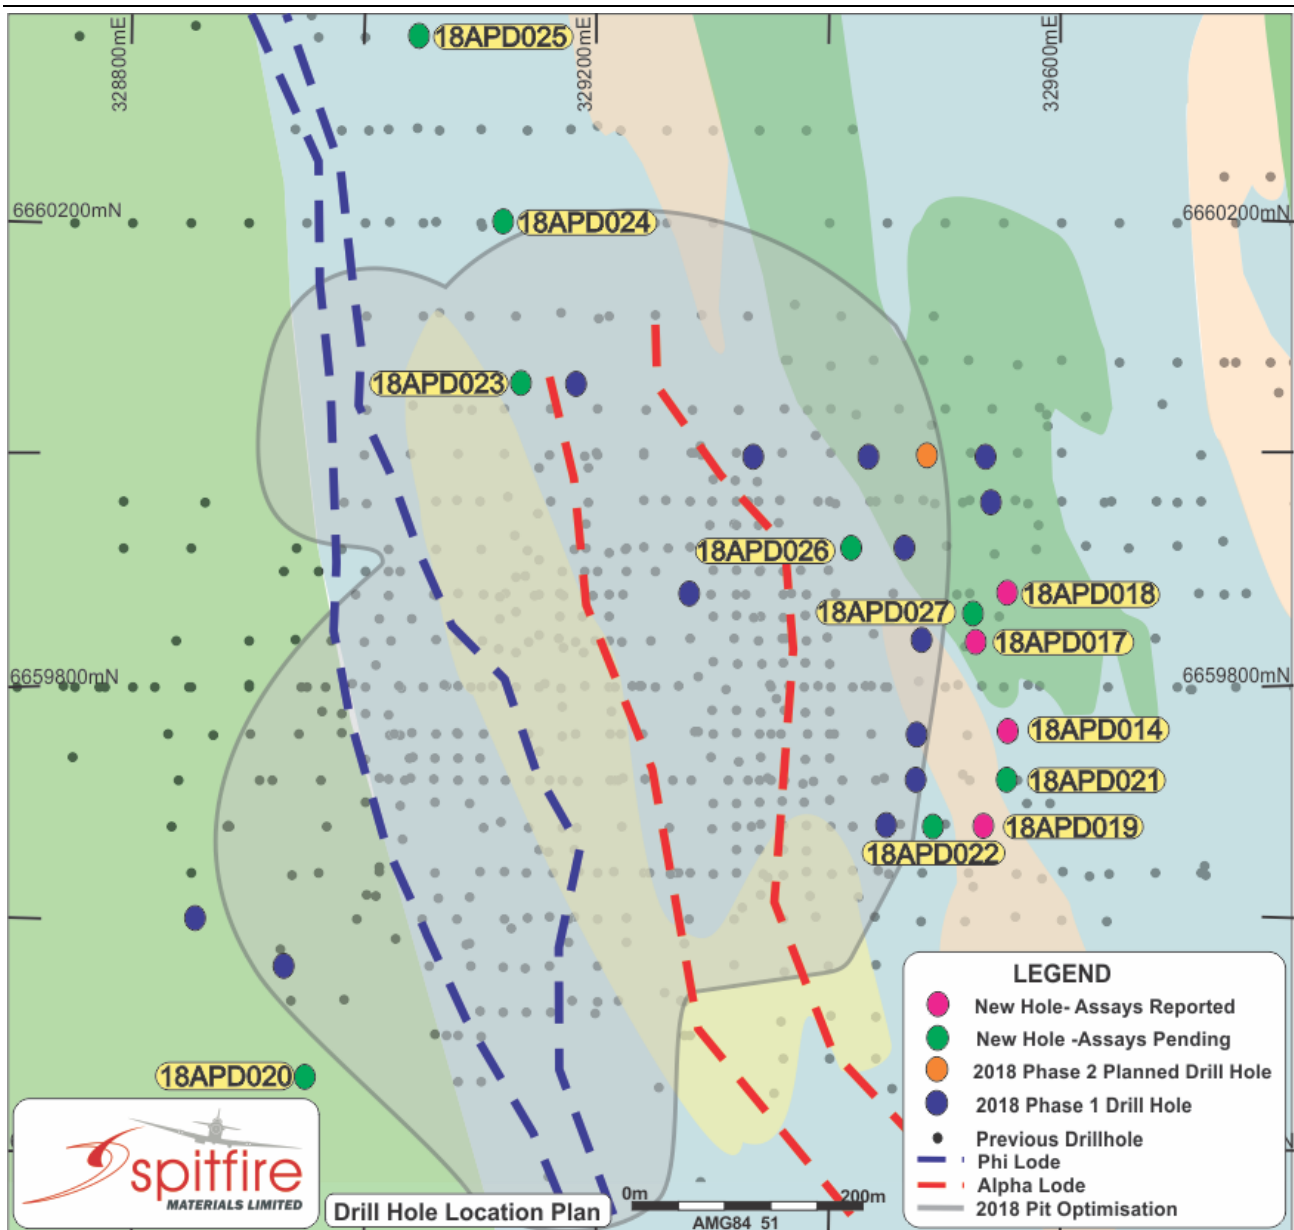 328800mE
329200mE
329600mE
18APD025
6660200mN
18APD024
6660200mN
18APD023
18APD026
18APD018
18APD027
18APD017
6659800mN
6659800mN
18APD014
18APD021
18APD019
18APD022
18APD020
LEGEND
New Hole- Assays Reported
New Hole -Assays Pending
2018 Phase 2 Planned Drill Hole
2018 Phase 1 Drill Hole
Previous Drillhole
Phi Lode
Alpha Lode
2018 Pit Optimisation
spitfire
MATERIALS LIMITED
Drill Hole Location Plan
0m 200m
AMG84 51